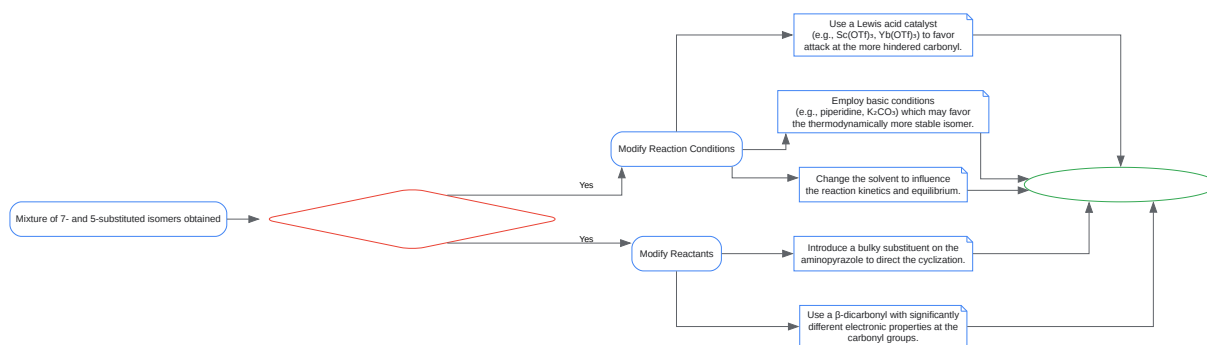 Use a Lewis acid catalyst
(e.g., Sc(OTf)₃, Yb(OTf)₃) to favor
attack at the more hindered carbonyl.
Employ basic conditions
(e.g., piperidine, K₂CO₃) which may favor
the thermodynamically more stable isomer.
Modify Reaction Conditions
Change the solvent to influence
the reaction kinetics and equilibrium.
Yes
Mixture of 7- and 5-substituted isomers obtained
Yes
Modify Reactants
Introduce a bulky substituent on the
aminopyrazole to direct the cyclization.
Use a β-dicarbonyl with significantly
different electronic properties at the
carbonyl groups.